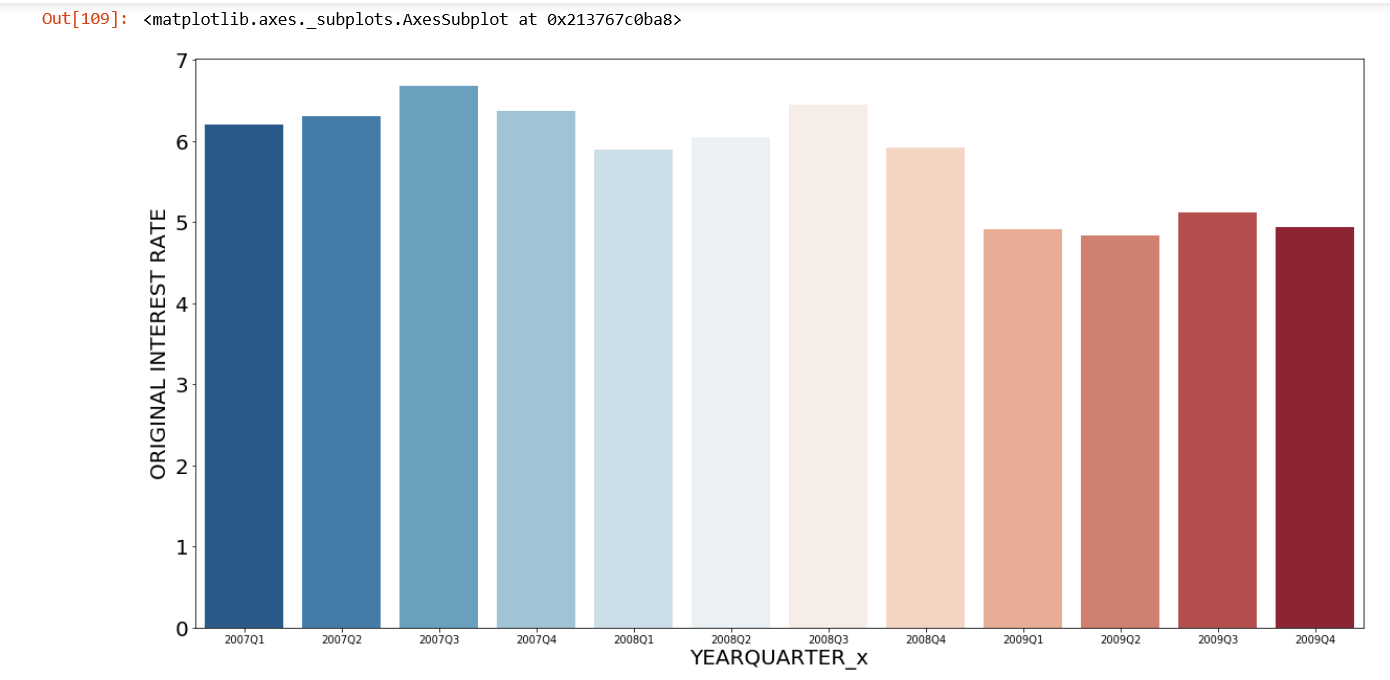 Out[109]: <matplotlib.axes._subplots.AxesSubplot at 0x213767c0ba8>
7
6
5
4
3
2
1
0
ORIGINAL INTEREST RATE
2007Q1 2007Q2 2007Q3 2007Q4 2008Q1 2008Q2 2008Q3 2008Q4 2009Q1 2009Q2 2009Q3 2009Q4
YEARQUARTER_x